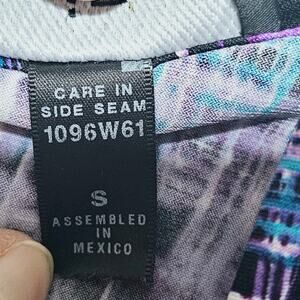 CARE IN
SIDE SEAM
1096W61
S
ASSEMBLED
IN
MEXICO